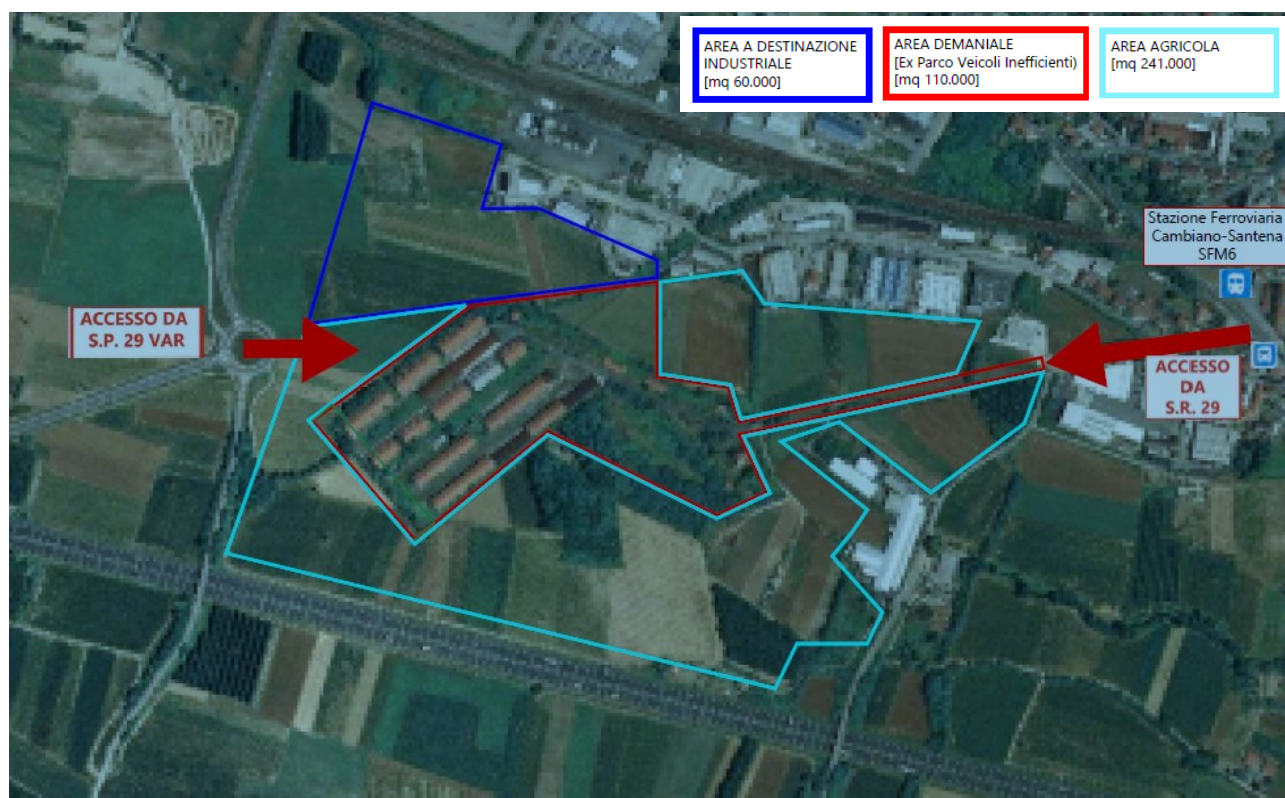 AREA A DESTINAZIONE
INDUSTRIALE
[mq 60.000]
AREA DEMANIALE
[Ex Parco Veicoli Inefficienti)
[mq 110.000]
AREA AGRICOLA
[mq 241.000]
Stazione Ferroviaria
Cambiano-Santena
SFM6
ACCESSO DA
S.P. 29 VAR
ACCESSO
DA
S.R. 29